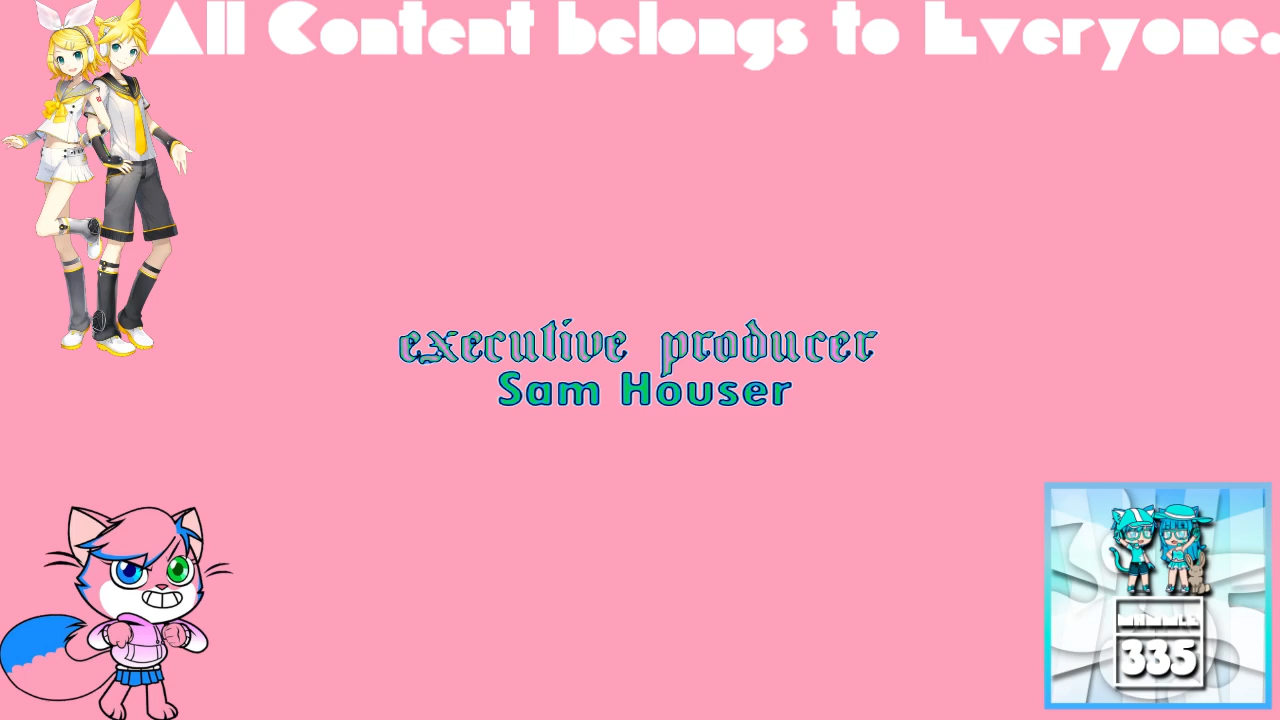 All Content belongs to Everyone.
executive producer
Sam Houser
335